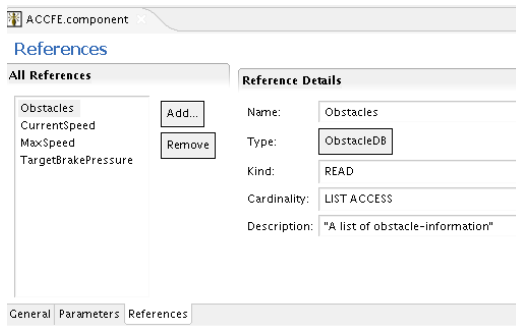 ACCFE.component
References
All References
Obstacles
CurrentSpeed
MaxSpeed
TargetBrakePressure
Add...
Remove
Reference Details
Name: Obstacles
Type: ObstacleDB
Kind: READ
Cardinality: LIST ACCESS
Description: "A list of obstacle-information"
General Parameters References